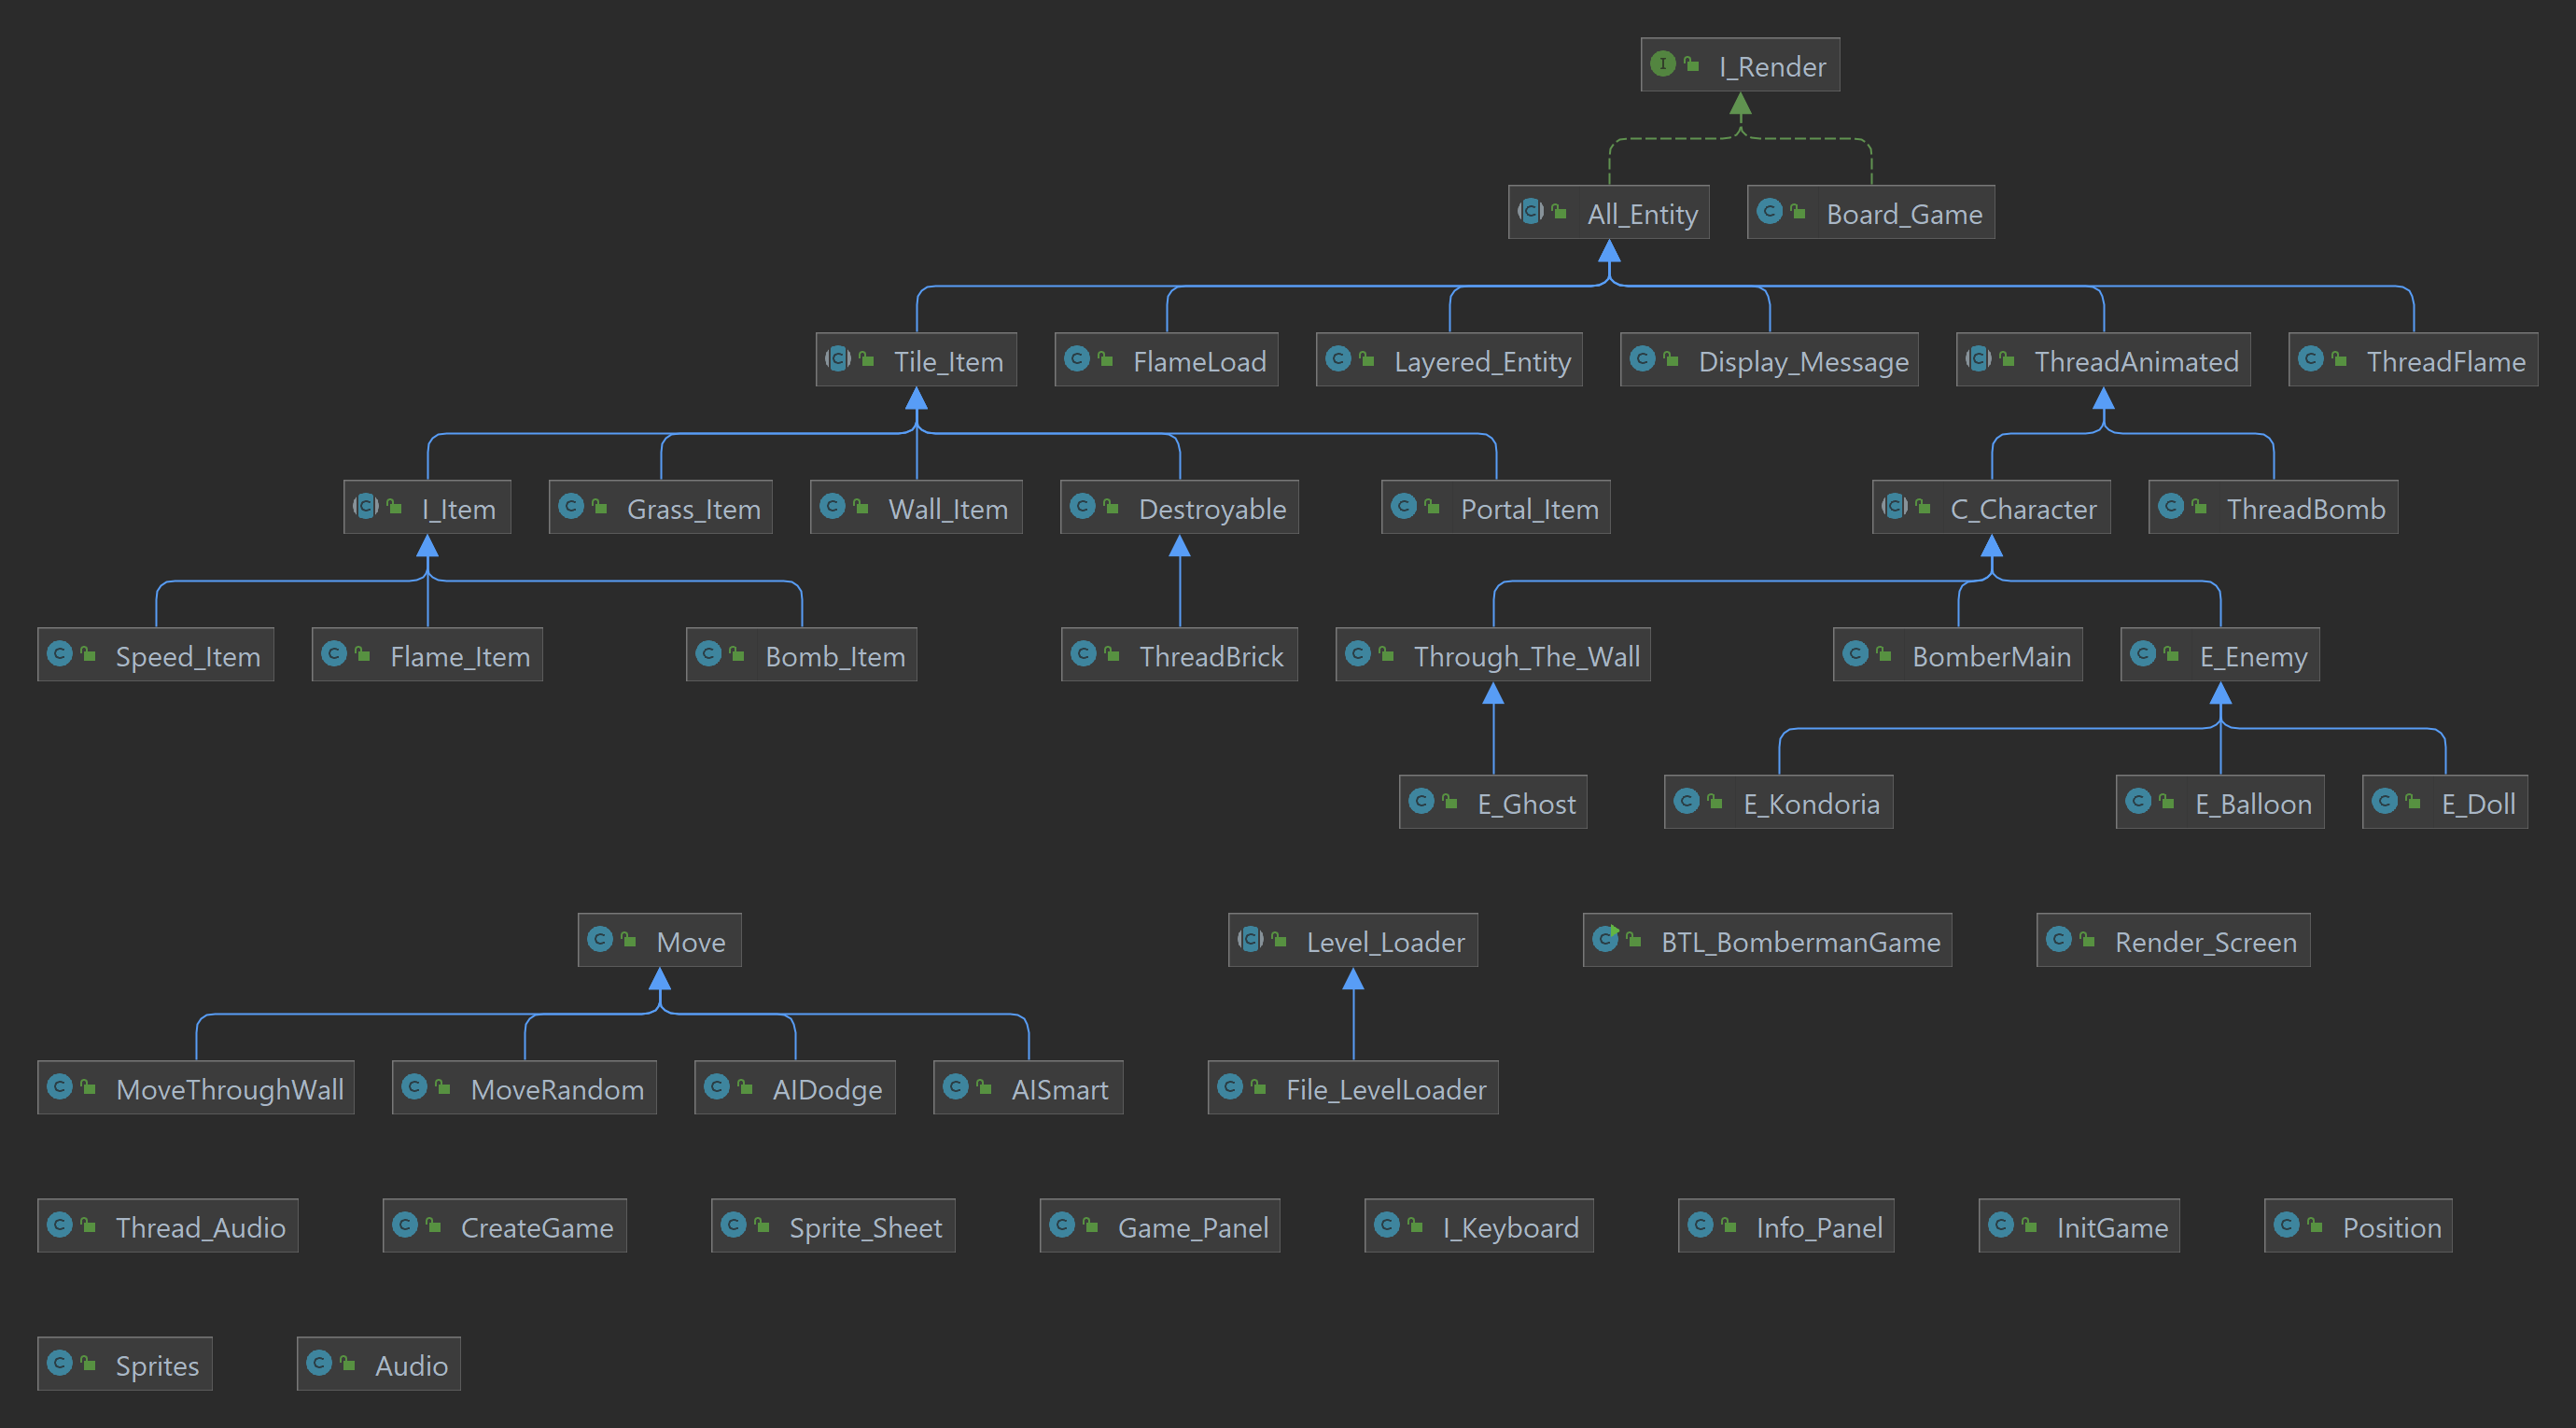 I_Render
All_Entity
Board_Game
Tile_Item
FlameLoad
Layered_Entity
Display_Message
ThreadAnimated
ThreadFlame
I_Item
Grass_Item
Wall_Item
Destroyable
Portal_Item
C_Character
ThreadBomb
Speed_Item
Flame_Item
Bomb_Item
ThreadBrick
Through_The_Wall
BomberMain
E_Enemy
E_Ghost
E_Kondoria
E_Balloon
E_Doll
Move
Level_Loader
BTL_BombermanGame
Render_Screen
MoveThroughWall
MoveRandom
AIDodge
AISmart
File_LevelLoader
Thread_Audio
CreateGame
Sprite_Sheet
Game_Panel
I_Keyboard
Info_Panel
InitGame
Position
Sprites
Audio